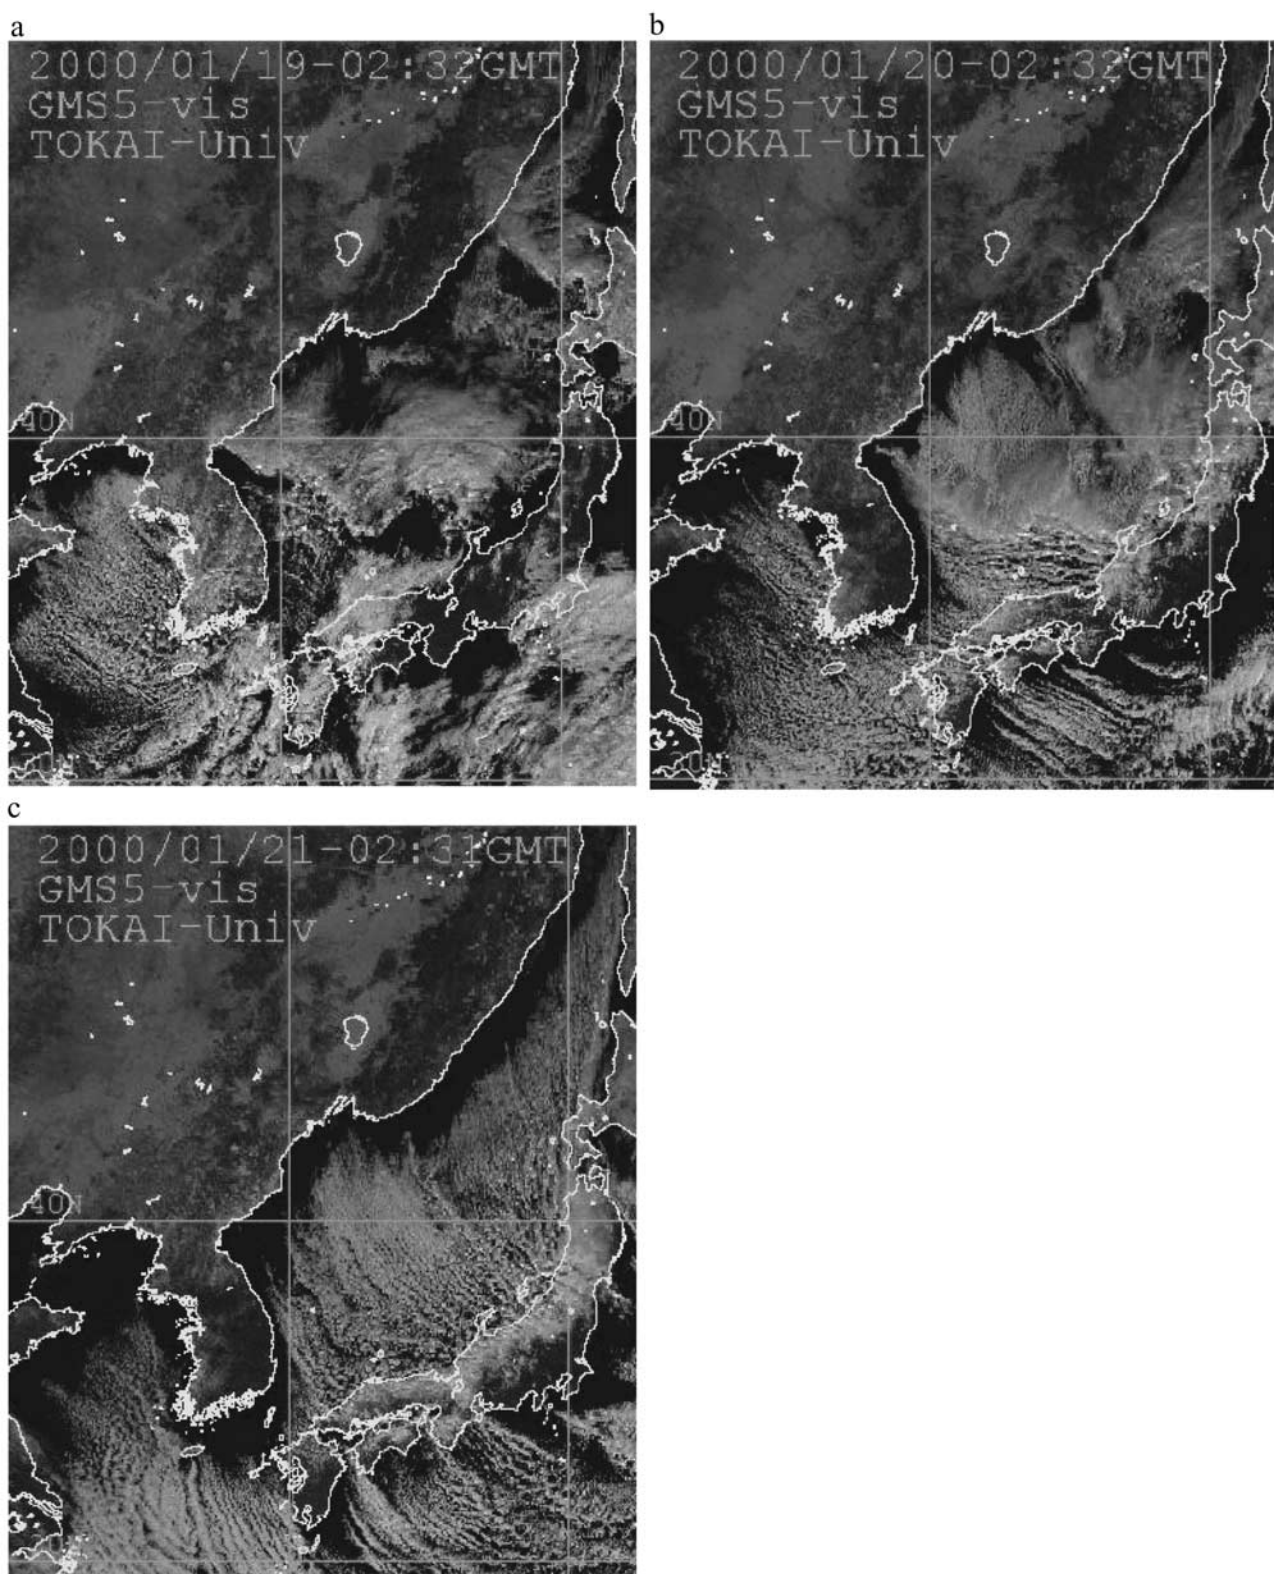 a
2000/01/19-02:32GMT
GMS5-vis
TOKAI-Univ
40N
b
2000/01/20-02:32GMT
GMS5-vis
TOKAI-Univ
40N
c
2000/01/21-02:31GMT
GMS5-vis
TOKAI-Univ
40N